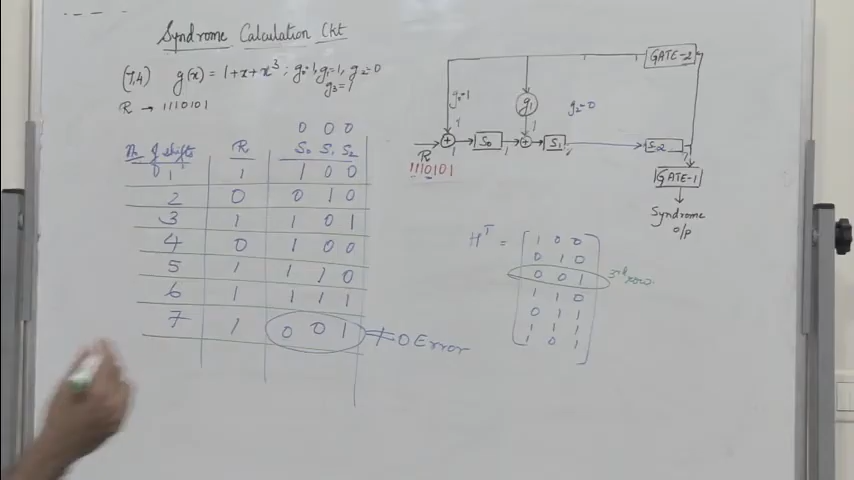 Syndrome Calculation Ckt
(7,4) g(x) = 1+x+x³ ; g₀=1, g₁=1, g₂=0
g₃=1
R → 1110101
0 0 0
No. of shifts R S₀ S₁ S₂
1 1 1 0 0
2 0 0 1 0
3 1 1 0 1
4 0 1 0 0
5 1 1 1 0
6 1 1 1 1
7 1 0 0 1 ≠ 0 Error
GATE-2
g₀=1
g₁
g₂=0
R + S₀ + S₁ S₂
1110101
GATE-1
Syndrome
o/p
Hᵀ =
1 0 0
0 1 0
0 0 1 3rd row
1 1 0
0 1 1
1 1 1
1 0 1